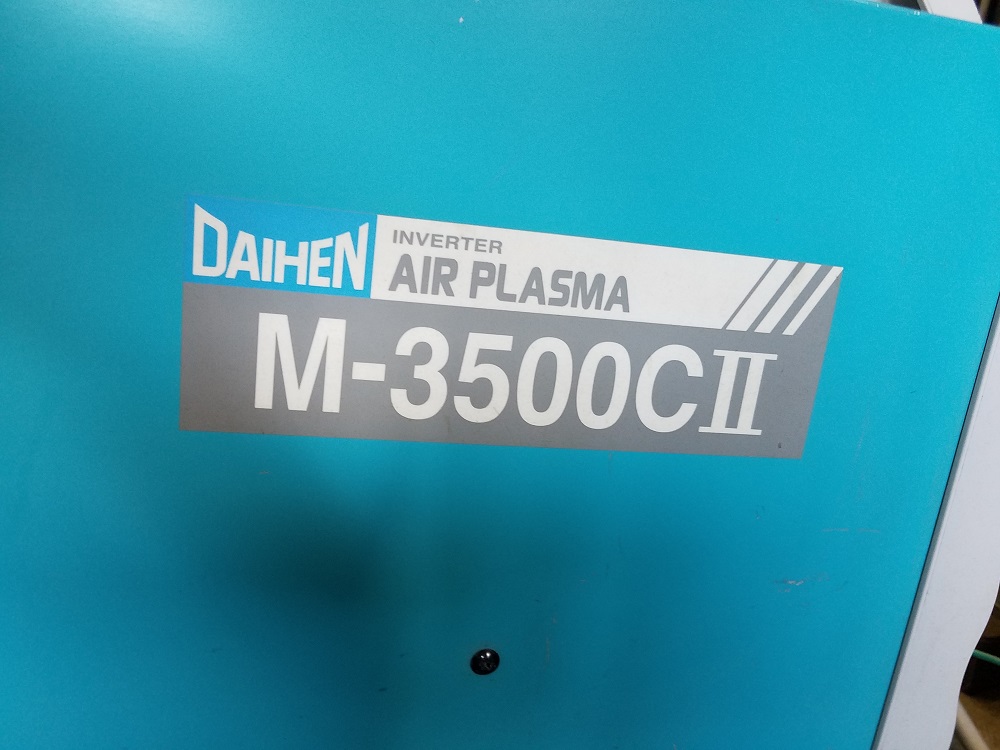 DAIHEN
INVERTER
AIR PLASMA
M-3500CⅡ